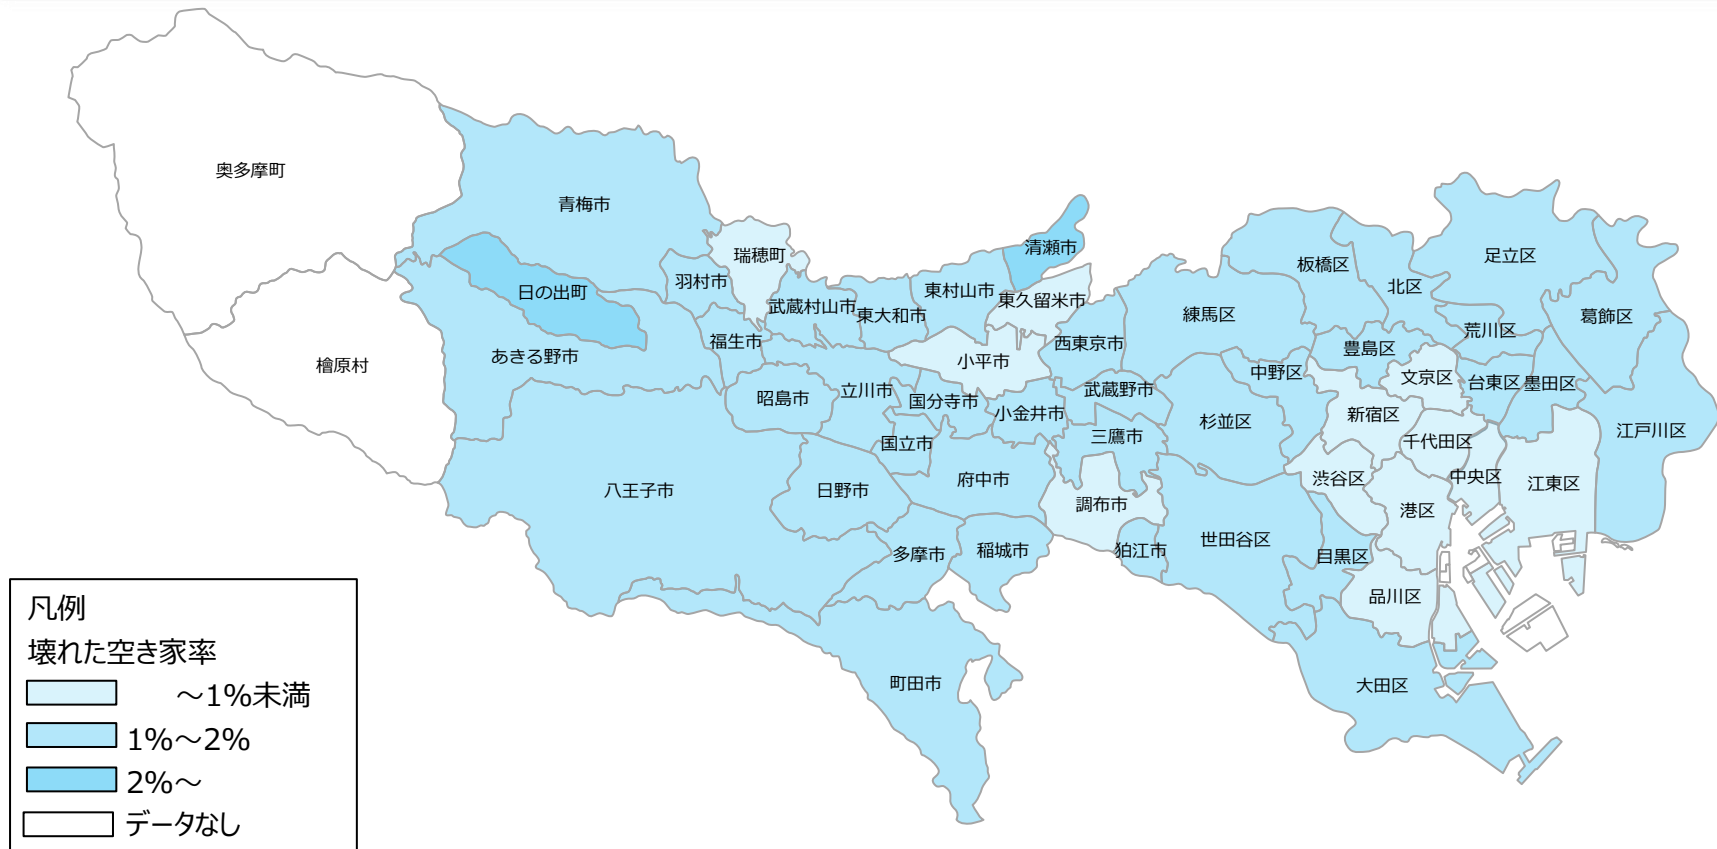 奥多摩町
青梅市
瑞穂町
清瀬市
足立区
板橋区
羽村市
日の出町
東村山市
東久留米市
北区
武蔵村山市
東大和市
練馬区
葛飾区
荒川区
福生市
西東京市
豊島区
あきる野市
小平市
檜原村
中野区
文京区
台東区
墨田区
立川市
武蔵野市
昭島市
国分寺市
小金井市
新宿区
杉並区
江戸川区
三鷹市
国立市
千代田区
渋谷区
中央区
江東区
府中市
八王子市
日野市
調布市
港区
世田谷区
多摩市
稲城市
狛江市
目黒区
品川区
町田市
大田区
凡例
壊れた空き家率
～1%未満
1%～2%
2%～
データなし